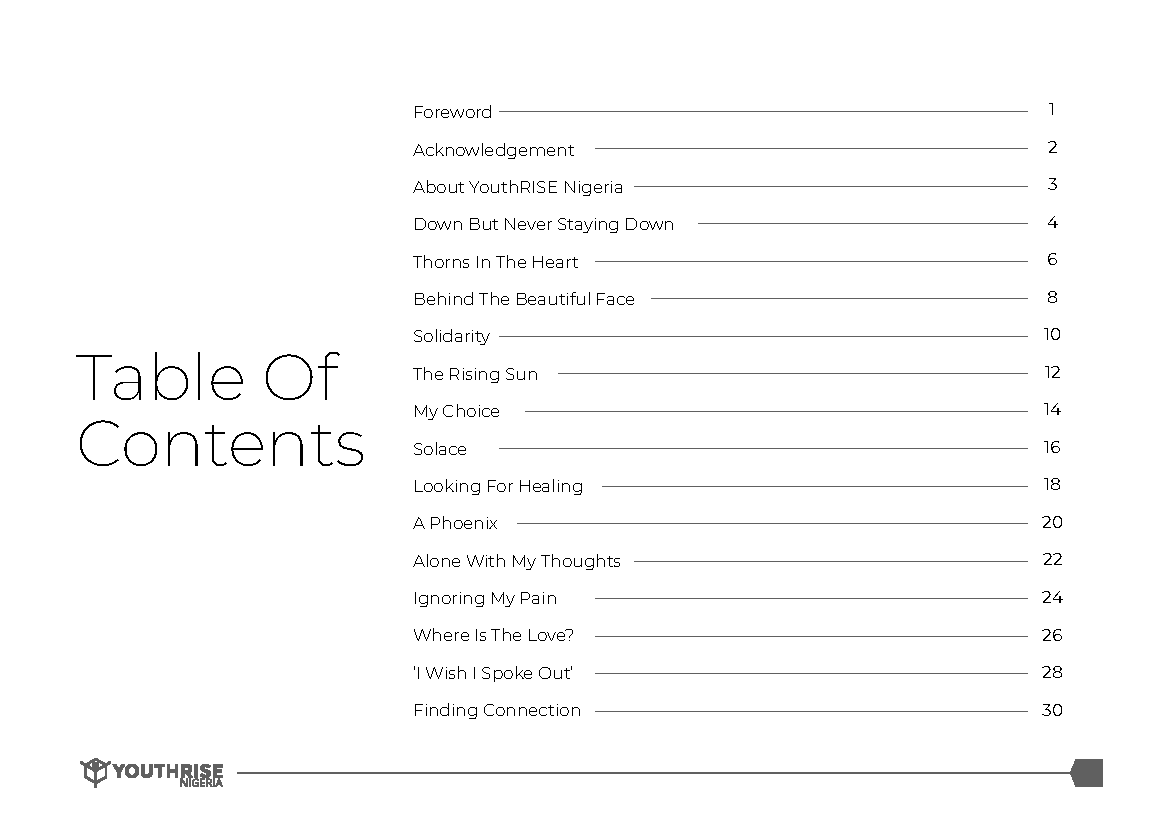 Table Of
Contents
Foreword 1
Acknowledgement 2
About YouthRISE Nigeria 3
Down But Never Staying Down 4
Thorns In The Heart 6
Behind The Beautiful Face 8
Solidarity 10
The Rising Sun 12
My Choice 14
Solace 16
Looking For Healing 18
A Phoenix 20
Alone With My Thoughts 22
Ignoring My Pain 24
Where Is The Love? 26
'I Wish I Spoke Out' 28
Finding Connection 30
YOUTHRISE
NIGERIA